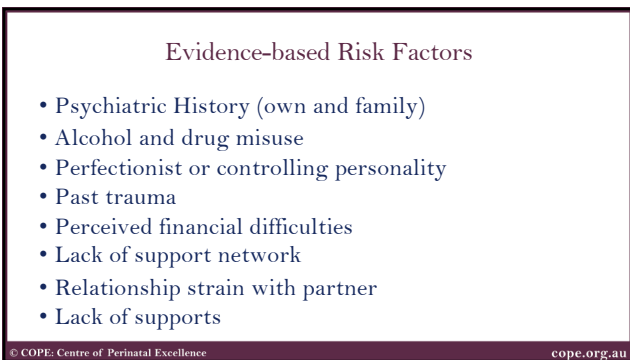 Evidence-based Risk Factors
• Psychiatric History (own and family)
• Alcohol and drug misuse
• Perfectionist or controlling personality
• Past trauma
• Perceived financial difficulties
• Lack of support network
• Relationship strain with partner
• Lack of supports
© COPE: Centre of Perinatal Excellence
cope.org.au